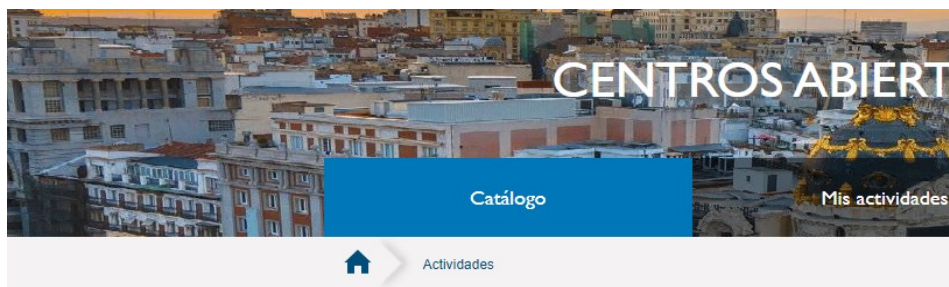 CENTROS ABIERT
Catálogo
Mis actividades
Actividades